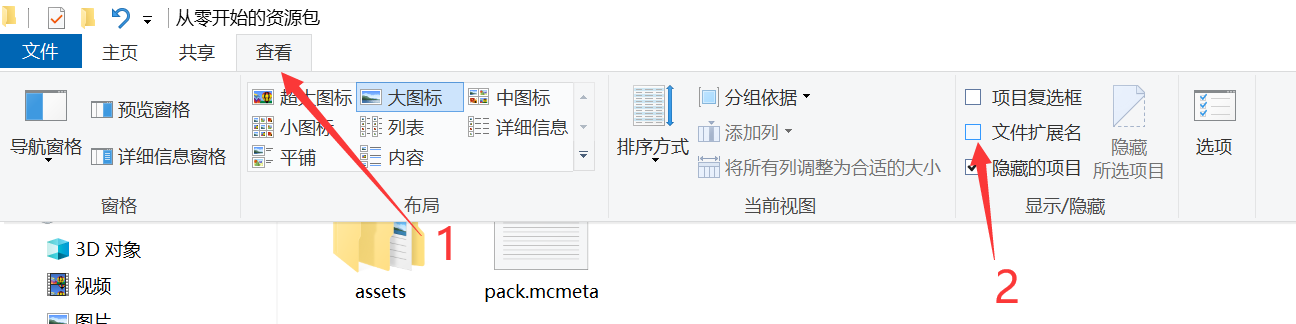 从零开始的资源包
文件 主页 共享 查看
导航窗格
预览窗格
详细信息窗格
窗格
超大图标 大图标 中图标
小图标 列表 详细信息
平铺 内容
布局
排序方式
分组依据
添加列
将所有列调整为合适的大小
当前视图
项目复选框
文件扩展名
隐藏的项目
隐藏
所选项目
显示/隐藏
选项
1
2
3D 对象
视频
图片
assets
pack.mcmeta